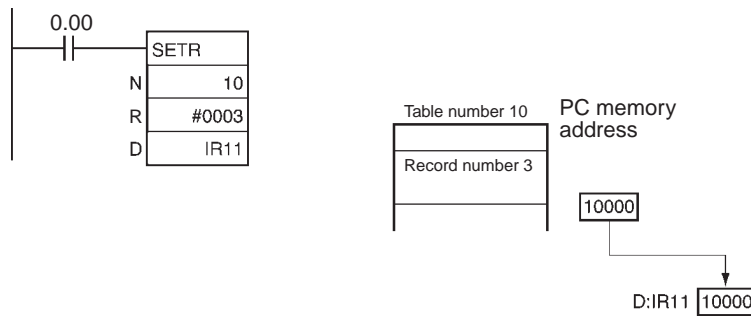 0.00
SETR
N 10
R #0003
D IR11
Table number 10
PC memory
address
Record number 3
10000
D:IR11 10000